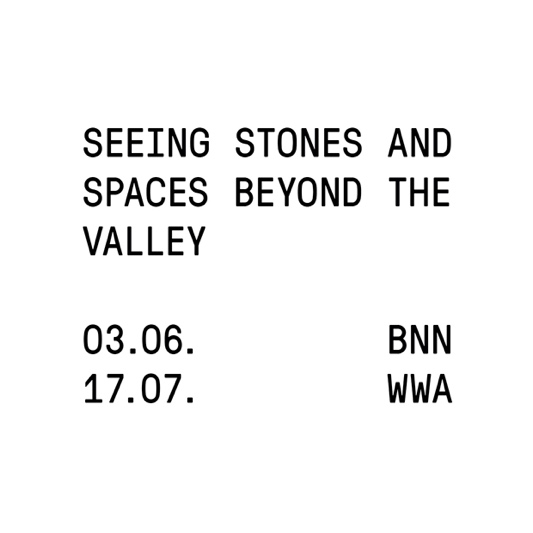 SEEING STONES AND
SPACES BEYOND THE
VALLEY
03.06. BNN
17.07. WWA